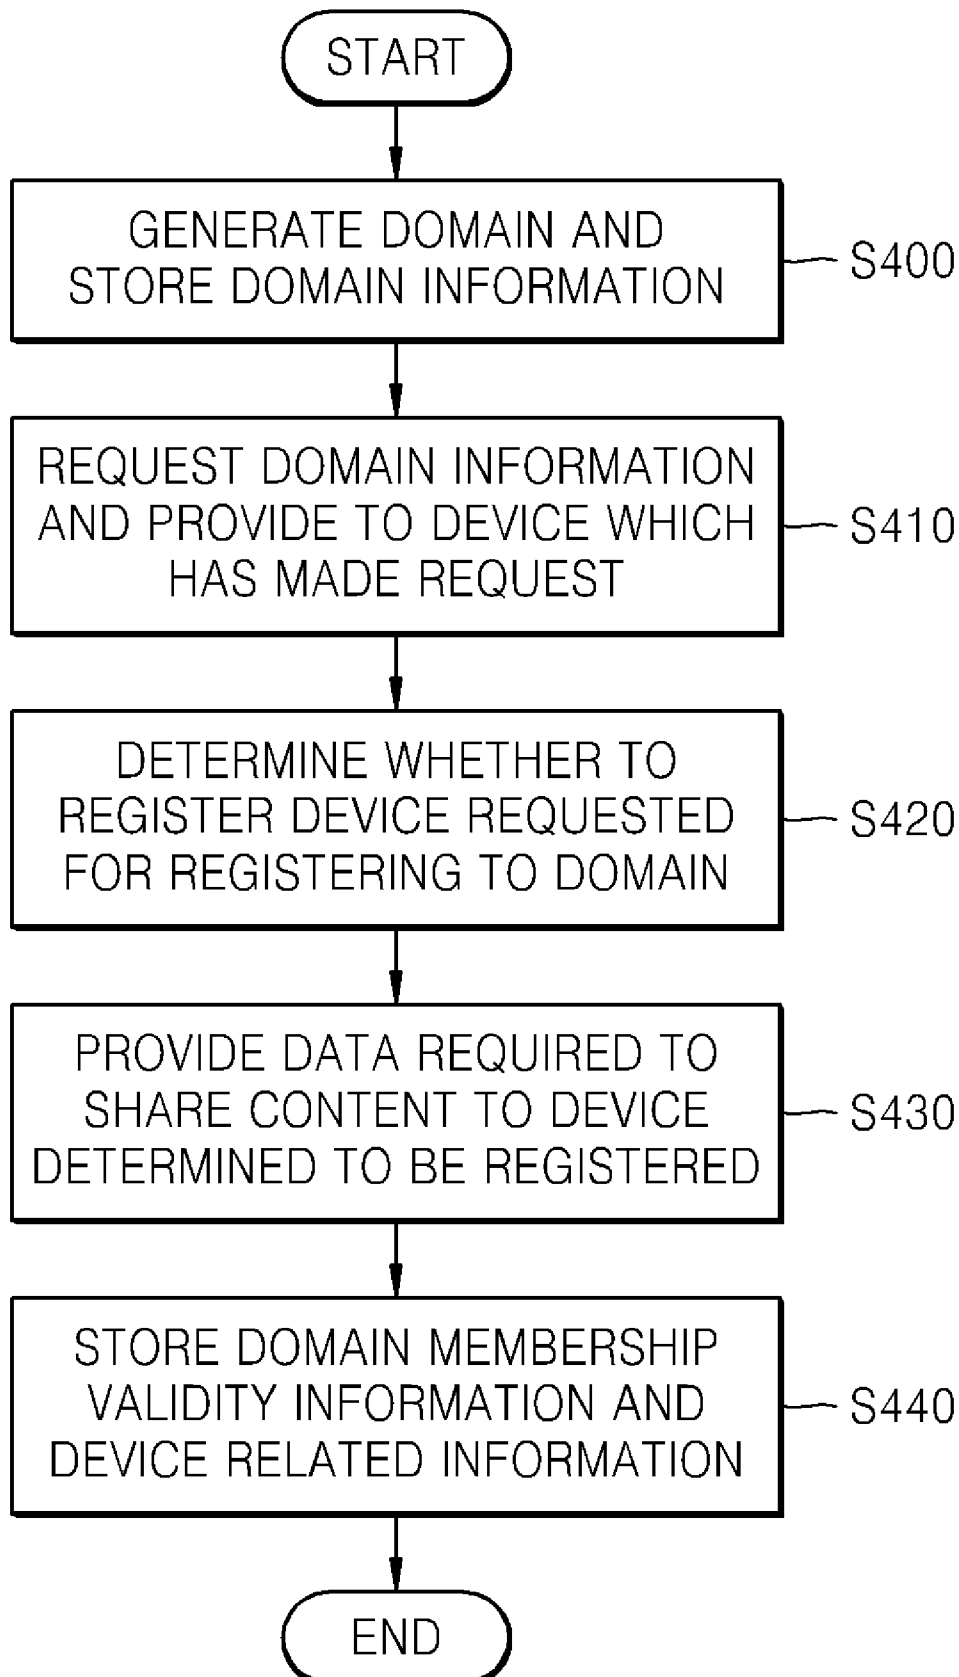 START
GENERATE DOMAIN AND
STORE DOMAIN INFORMATION
S400
REQUEST DOMAIN INFORMATION
AND PROVIDE TO DEVICE WHICH
HAS MADE REQUEST
S410
DETERMINE WHETHER TO
REGISTER DEVICE REQUESTED
FOR REGISTERING TO DOMAIN
S420
PROVIDE DATA REQUIRED TO
SHARE CONTENT TO DEVICE
DETERMINED TO BE REGISTERED
S430
STORE DOMAIN MEMBERSHIP
VALIDITY INFORMATION AND
DEVICE RELATED INFORMATION
S440
END